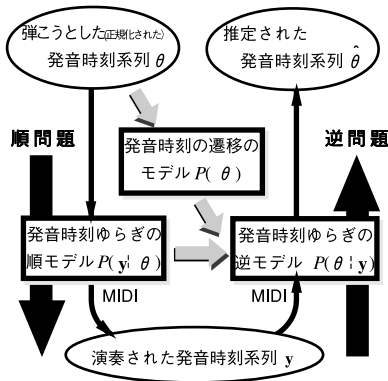 弾こうとした(正規化された)
発音時刻系列 θ
推定された
発音時刻系列 θ̂
順問題
逆問題
発音時刻の遷移の
モデル P( θ )
発音時刻ゆらぎの
順モデル P(y¦ θ )
発音時刻ゆらぎの
逆モデル P(θ¦y)
MIDI
MIDI
演奏された発音時刻系列 y